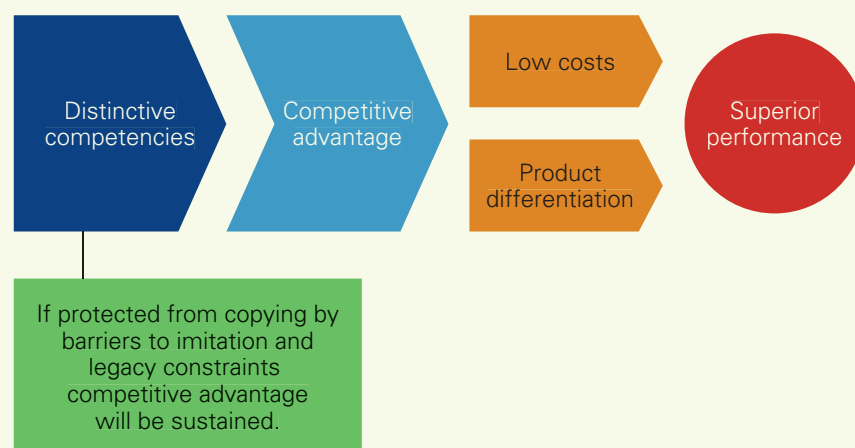 Distinctive
competencies
Competitive
advantage
Low costs
Product
differentiation
Superior
performance
If protected from copying by
barriers to imitation and
legacy constraints
competitive advantage
will be sustained.